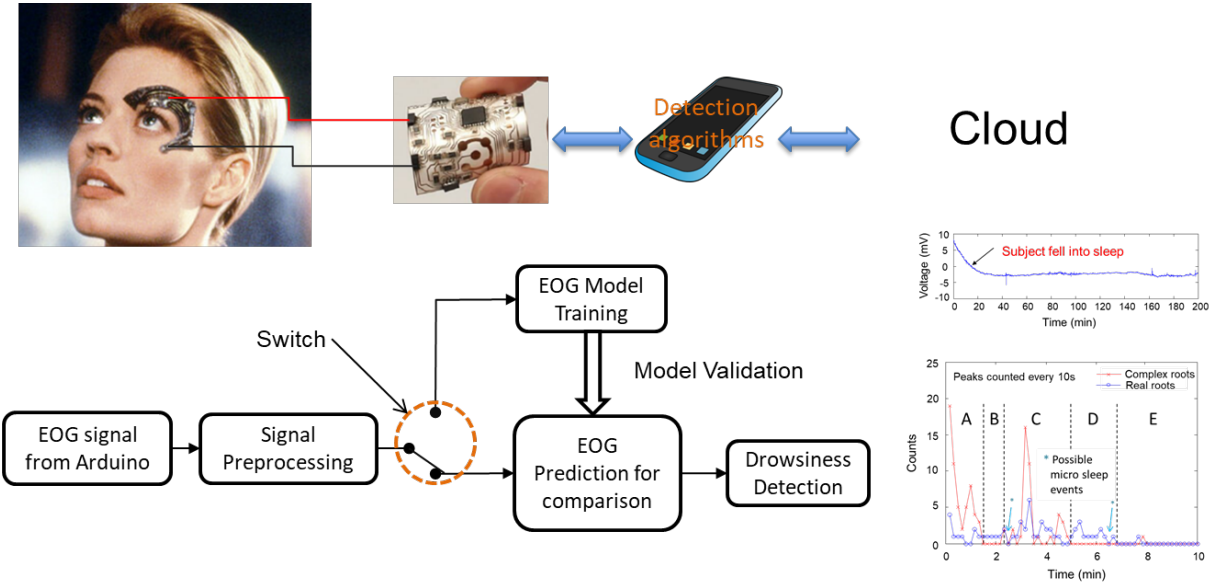 Detection
algorithms
Cloud
10
5
0
-5
-10
Voltage (mV)
Subject fell into sleep
0 20 40 60 80 100 120 140 160 180 200
Time (min)
EOG Model
Training
Switch
Model Validation
EOG signal
from Arduino
Signal
Preprocessing
EOG
Prediction for
comparison
Drowsiness
Detection
25
20
15
10
5
0
Counts
Peaks counted every 10s
Complex roots
Real roots
A B C D E
* Possible
micro sleep
events
* *
0 2 4 6 8 10
Time (min)